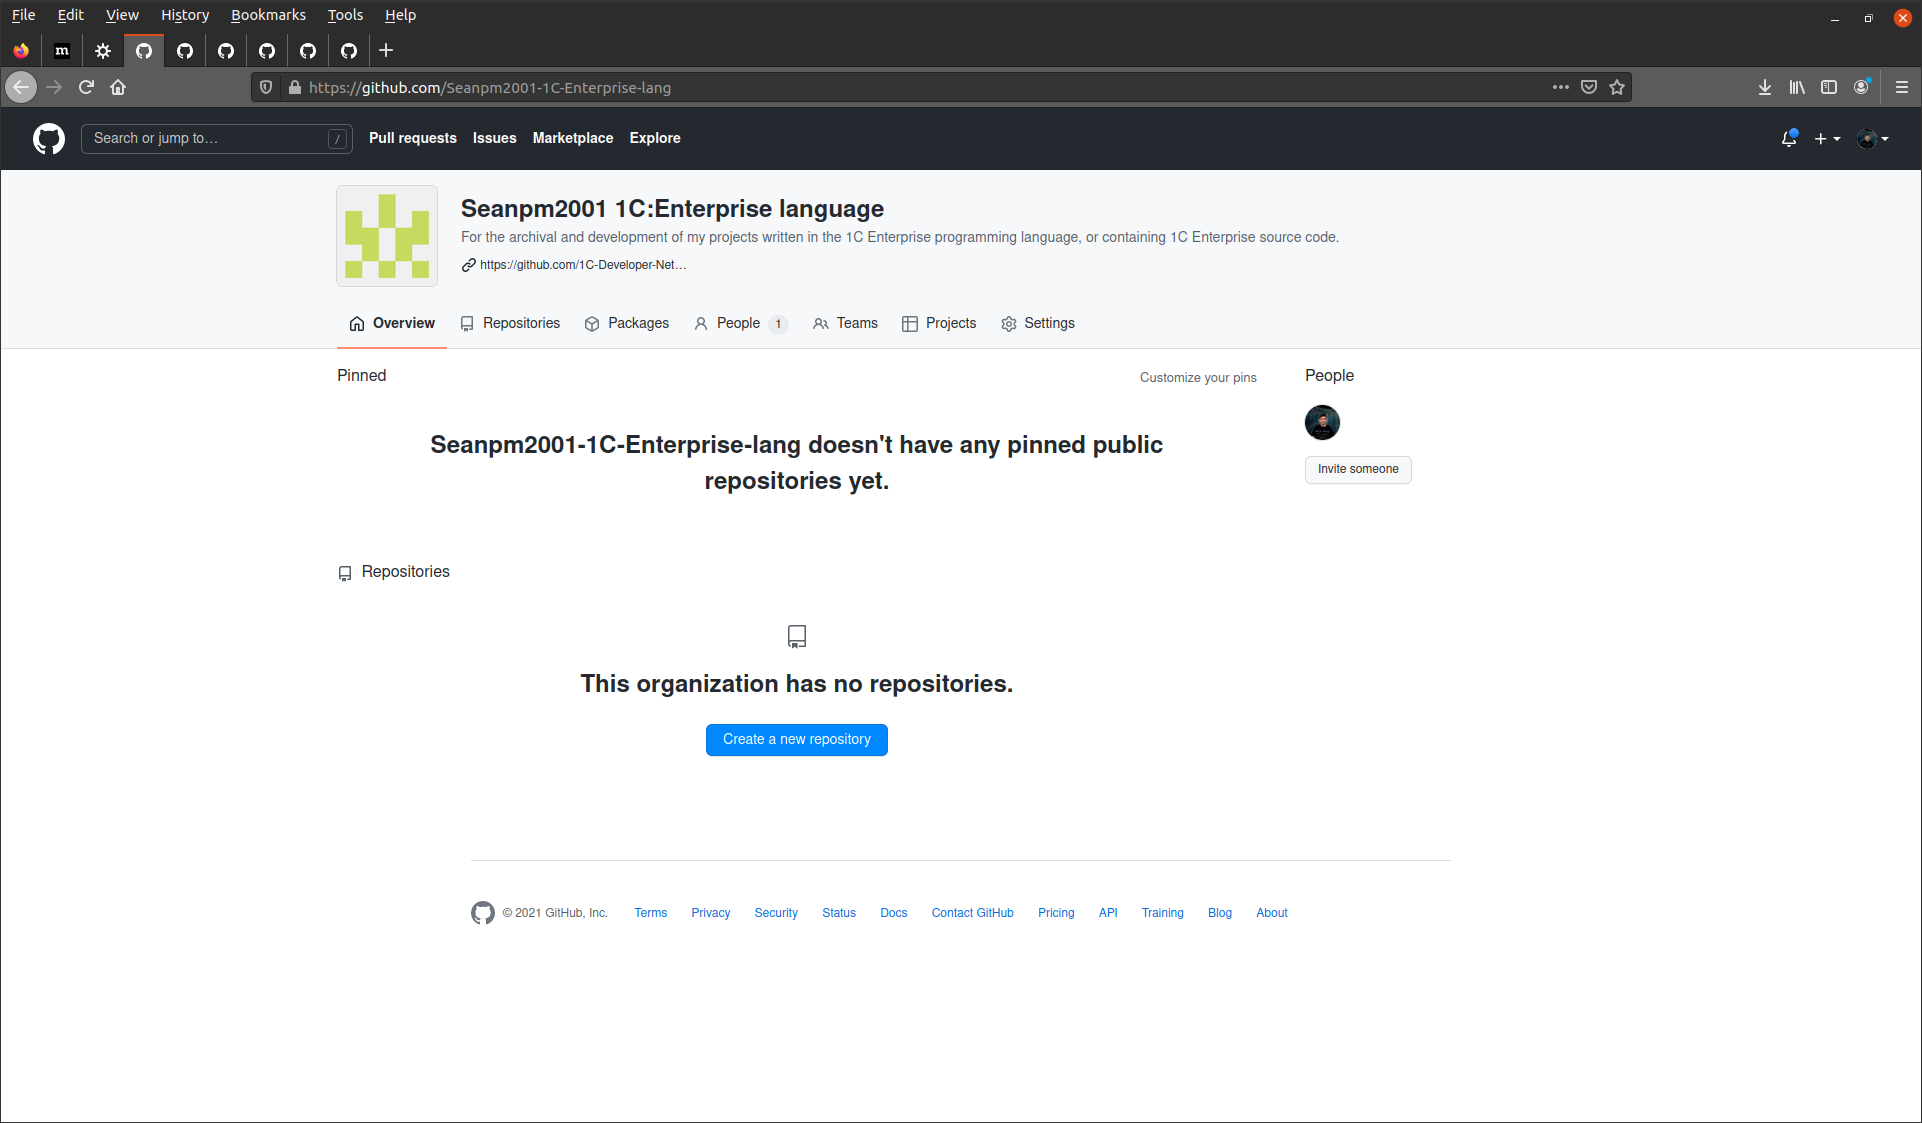 File Edit View History Bookmarks Tools Help
m
https://github.com/Seanpm2001-1C-Enterprise-lang
Search or jump to… /
Pull requests Issues Marketplace Explore
Seanpm2001 1C:Enterprise language
For the archival and development of my projects written in the 1C Enterprise programming language, or containing 1C Enterprise source code.
https://github.com/1C-Developer-Net…
Overview Repositories Packages People 1 Teams Projects Settings
Pinned
Customize your pins
People
Seanpm2001-1C-Enterprise-lang doesn't have any pinned public
repositories yet.
Invite someone
Repositories
This organization has no repositories.
Create a new repository
© 2021 GitHub, Inc. Terms Privacy Security Status Docs Contact GitHub Pricing API Training Blog About